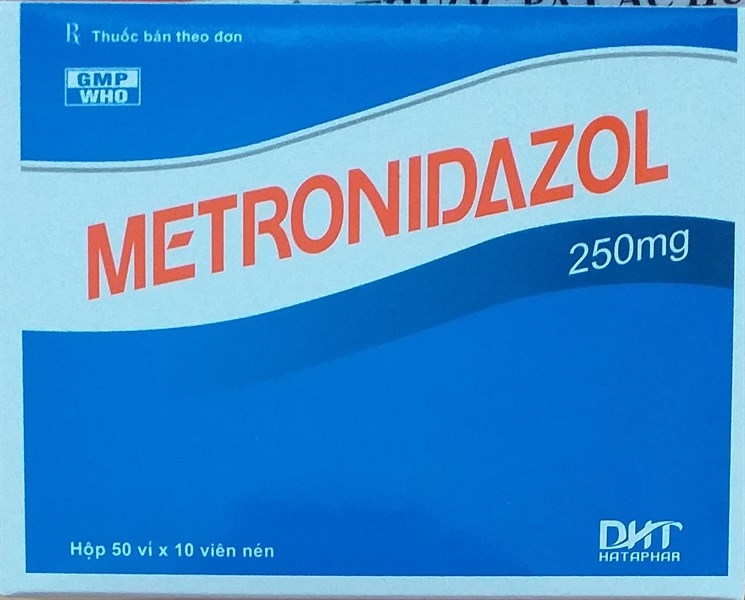 ℞ Thuốc bán theo đơn
GMP
WHO
METRONIDAZOL
250mg
Hộp 50 vỉ x 10 viên nén
DHT
HATAPHAR